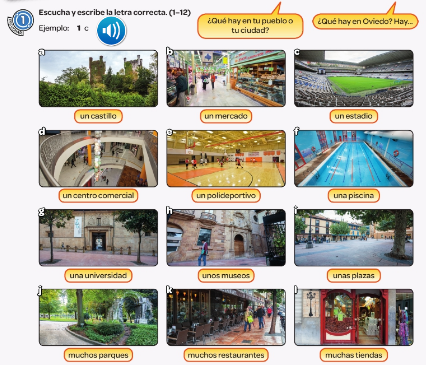 1 Escucha y escribe la letra correcta. (1–12)
Ejemplo: 1 c
¿Qué hay en tu pueblo o
tu ciudad?
¿Qué hay en Oviedo? Hay...
a
b
c
un castillo
un mercado
un estadio
d
e
f
un centro comercial
un polideportivo
una piscina
g
h
i
una universidad
unos museos
unas plazas
j
k
l
muchos parques
muchos restaurantes
muchas tiendas